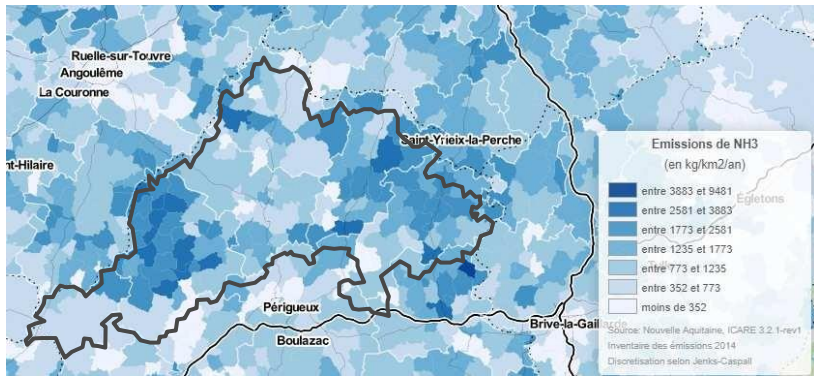 Ruelle-sur-Touvre
Angoulême
La Couronne
Saint-Yrieix-la-Perche
nt-Hilaire
Périgueux
Boulazac
Brive-la-Gaillarde
Égletons
Emissions de NH3
(en kg/km2/an)
entre 3883 et 9481
entre 2581 et 3883
entre 1773 et 2581
entre 1235 et 1773
entre 773 et 1235
entre 352 et 773
moins de 352
Source: Nouvelle Aquitaine, ICARE 3.2.1-rev1
Inventaire des émissions 2014
Discretisation selon Jenks-Caspall